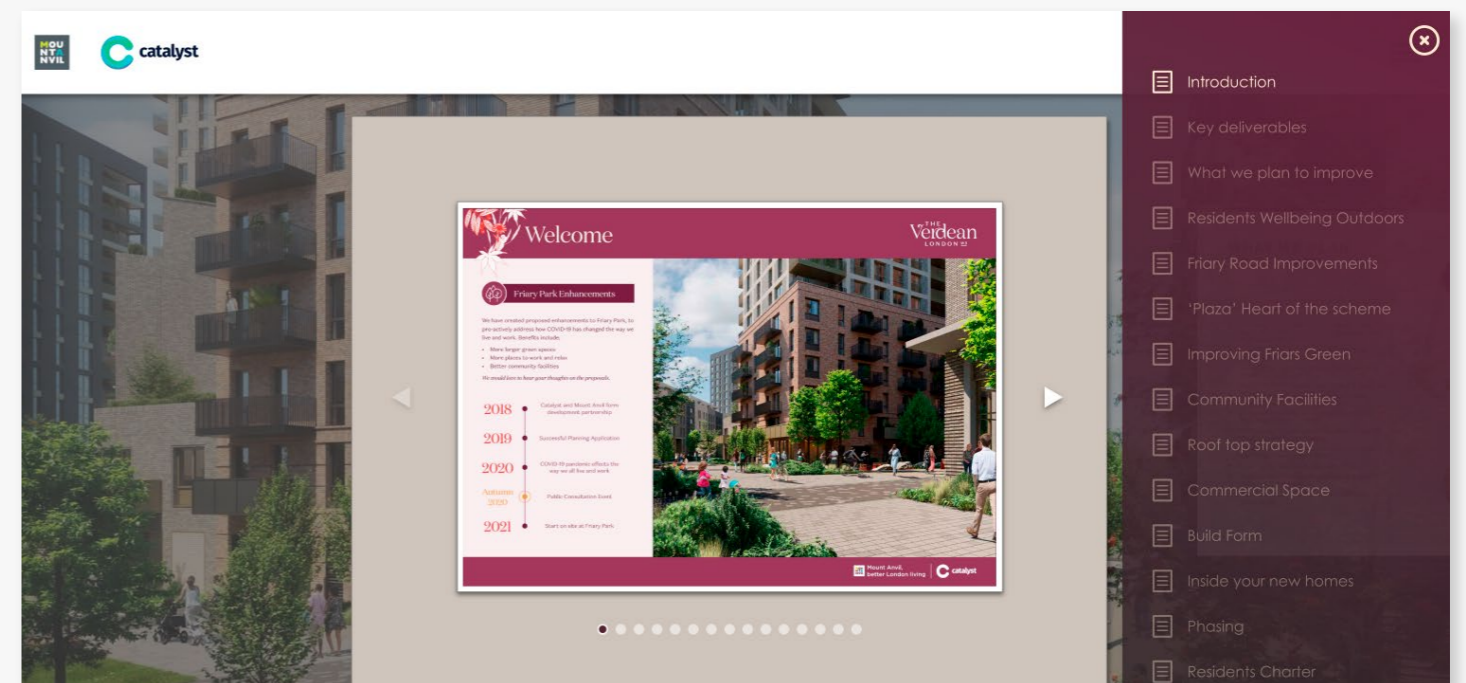 MOU
NTA
NVIL
catalyst
Welcome
THE
Verdean
LONDON W3
Friary Park Enhancements
We have created proposed enhancements to Friary Park, to
pro-actively address how COVID-19 has changed the way we
live and work. Benefits include;
• More larger green spaces
• More places to work and relax
• Better community facilities
We would love to hear your thoughts on the proposals.
2018
Catalyst and Mount Anvil form
development partnership
2019
Successful Planning Application
2020
COVID-19 pandemic effects the
way we all live and work
Autumn
2020
Public Consultation Event
2021
Start on site at Friary Park
Mount Anvil,
better London living
catalyst
Introduction
Key deliverables
What we plan to improve
Residents Wellbeing Outdoors
Friary Road Improvements
‘Plaza’ Heart of the scheme
Improving Friars Green
Community Facilities
Roof top strategy
Commercial Space
Build Form
Inside your new homes
Phasing
Residents Charter